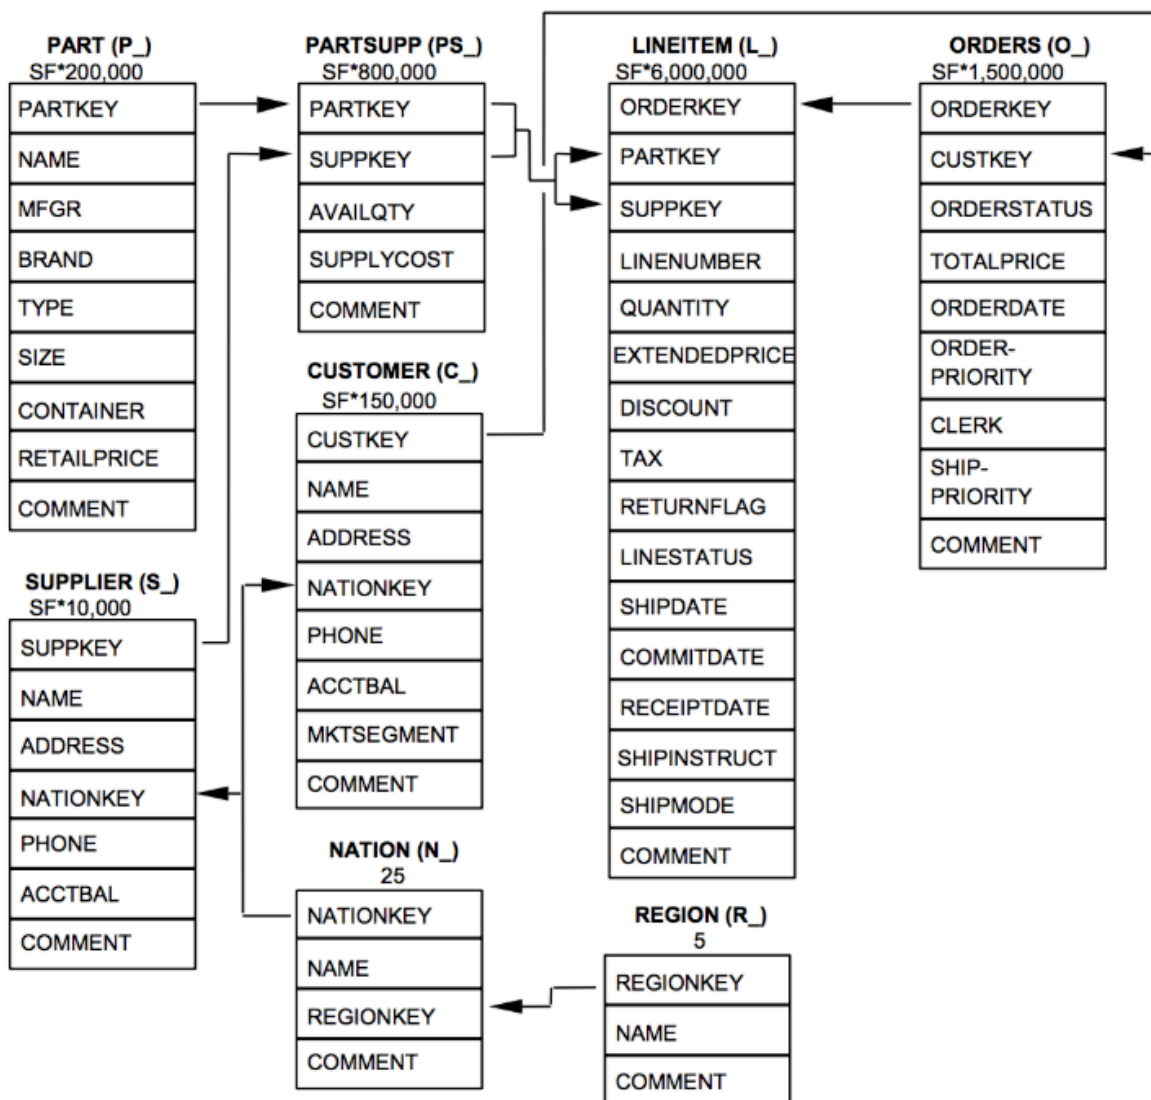 PART (P_)
SF*200,000
PARTKEY
NAME
MFGR
BRAND
TYPE
SIZE
CONTAINER
RETAILPRICE
COMMENT
SUPPLIER (S_)
SF*10,000
SUPPKEY
NAME
ADDRESS
NATIONKEY
PHONE
ACCTBAL
COMMENT
PARTSUPP (PS_)
SF*800,000
PARTKEY
SUPPKEY
AVAILQTY
SUPPLYCOST
COMMENT
CUSTOMER (C_)
SF*150,000
CUSTKEY
NAME
ADDRESS
NATIONKEY
PHONE
ACCTBAL
MKTSEGMENT
COMMENT
NATION (N_)
25
NATIONKEY
NAME
REGIONKEY
COMMENT
LINEITEM (L_)
SF*6,000,000
ORDERKEY
PARTKEY
SUPPKEY
LINENUMBER
QUANTITY
EXTENDEDPRICE
DISCOUNT
TAX
RETURNFLAG
LINESTATUS
SHIPDATE
COMMITDATE
RECEIPTDATE
SHIPINSTRUCT
SHIPMODE
COMMENT
REGION (R_)
5
REGIONKEY
NAME
COMMENT
ORDERS (O_)
SF*1,500,000
ORDERKEY
CUSTKEY
ORDERSTATUS
TOTALPRICE
ORDERDATE
ORDER-
PRIORITY
CLERK
SHIP-
PRIORITY
COMMENT